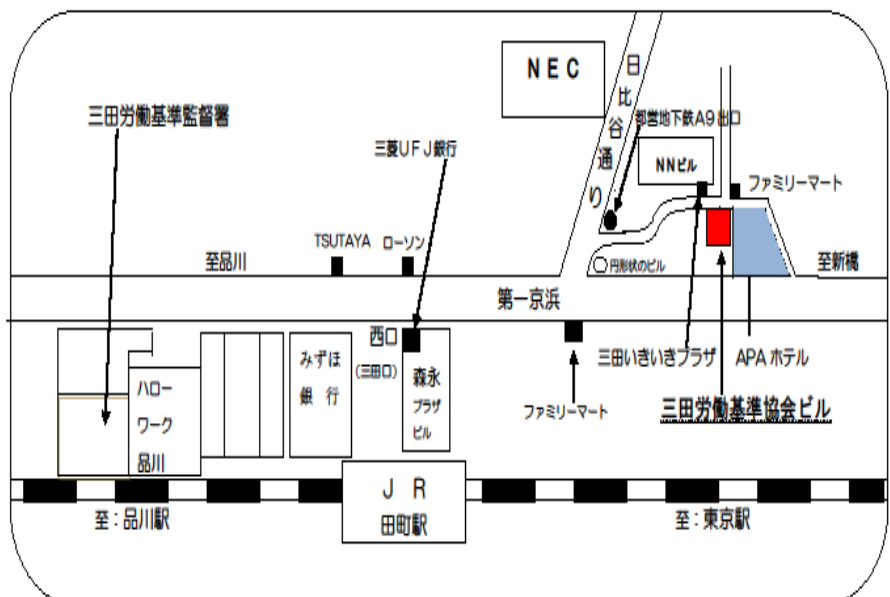 NEC
日比谷通り
三田労働基準監督署
都営地下鉄A9出口
三菱UFJ銀行
NNビル
ファミリーマート
TSUTAYA ローソン
至品川
円形状のビル
至新橋
第一京浜
西口
(三田口)
みずほ
銀 行
森永
プラザ
ビル
三田いきいきプラザ
APAホテル
ハロー
ワーク
品川
ファミリーマート
三田労働基準協会ビル
JR
田町駅
至:品川駅
至:東京駅